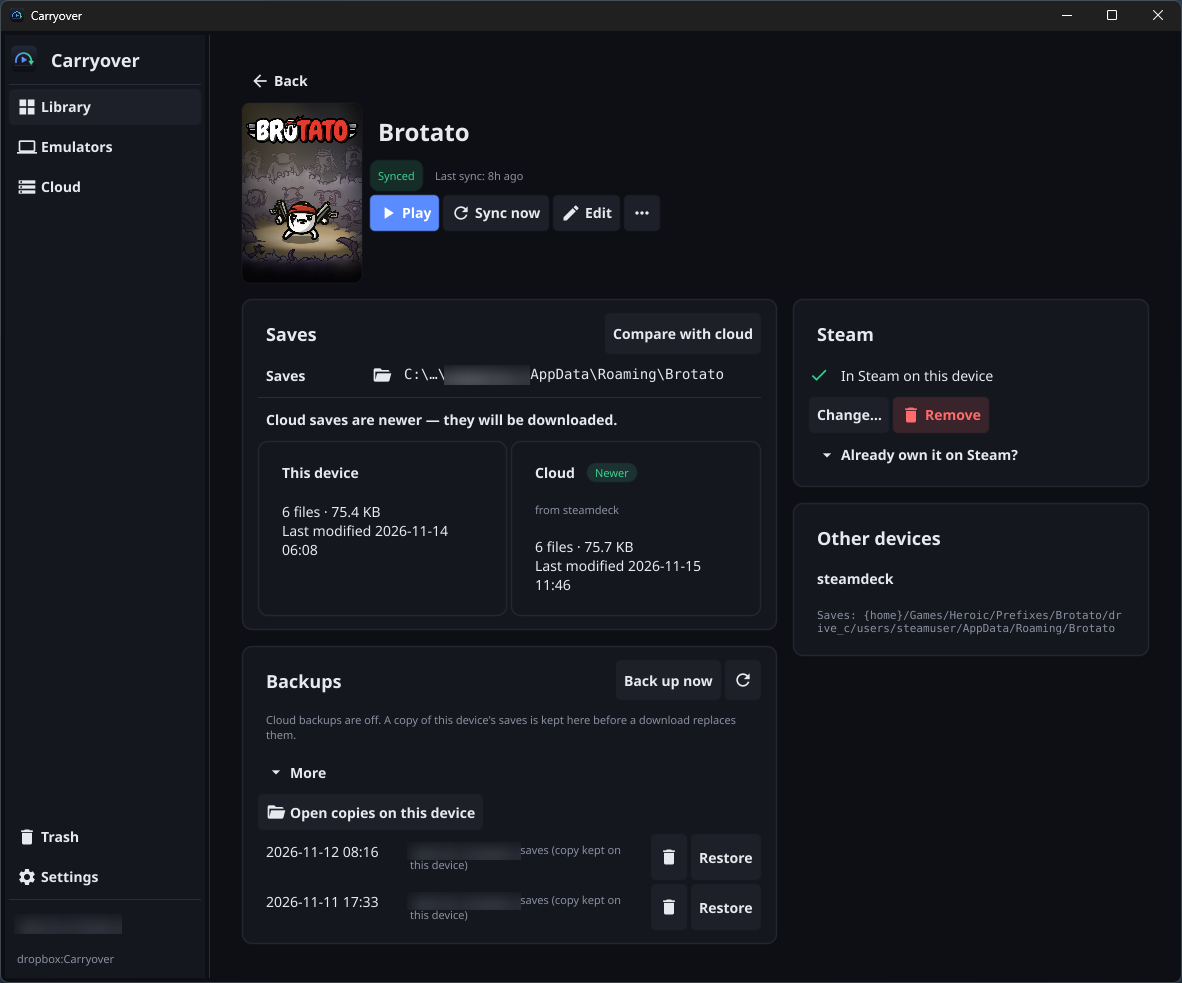 Carryover
Carryover
Library
Emulators
Cloud
Trash
Settings
dropbox:Carryover
Back
BROTATO
Brotato
Synced
Last sync: 8h ago
Play
Sync now
Edit
Saves
Compare with cloud
Saves
C:\…\ AppData\Roaming\Brotato
Cloud saves are newer — they will be downloaded.
This device
6 files · 75.4 KB
Last modified 2026-11-14
06:08
Cloud
Newer
from steamdeck
6 files · 75.7 KB
Last modified 2026-11-15
11:46
Backups
Back up now
Cloud backups are off. A copy of this device's saves is kept here before a download replaces
them.
More
Open copies on this device
2026-11-12 08:16
saves (copy kept on
this device)
Restore
2026-11-11 17:33
saves (copy kept on
this device)
Restore
Steam
In Steam on this device
Change...
Remove
Already own it on Steam?
Other devices
steamdeck
Saves: {home}/Games/Heroic/Prefixes/Brotato/dr
ive_c/users/steamuser/AppData/Roaming/Brotato